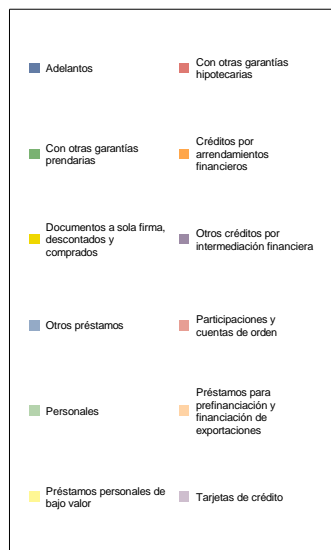 Adelantos
Con otras garantías
hipotecarias
Con otras garantías
prendarias
Créditos por
arrendamientos
financieros
Documentos a sola firma,
descontados y
comprados
Otros créditos por
intermediación financiera
Otros préstamos
Participaciones y
cuentas de orden
Personales
Préstamos para
prefinanciación y
financiación de
exportaciones
Préstamos personales de
bajo valor
Tarjetas de crédito